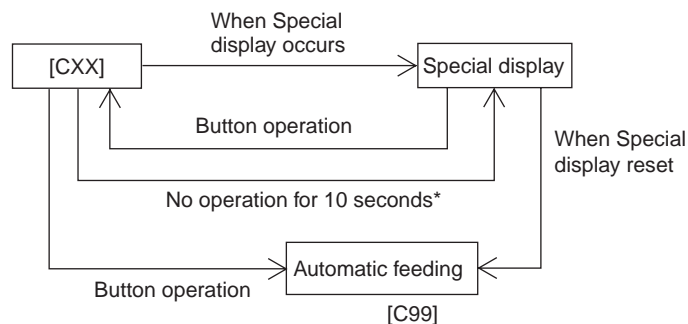 When Special
display occurs
[CXX]
Special display
Button operation
When Special
display reset
No operation for 10 seconds*
Automatic feeding
Button operation
[C99]